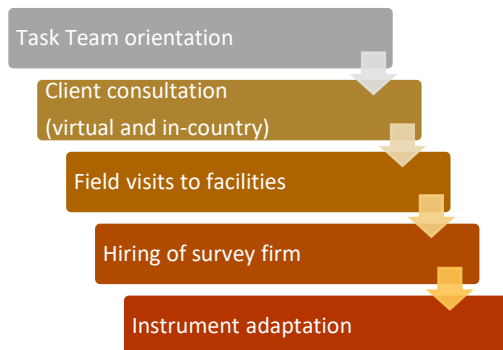 Task Team orientation
Client consultation
(virtual and in-country)
Field visits to facilities
Hiring of survey firm
Instrument adaptation